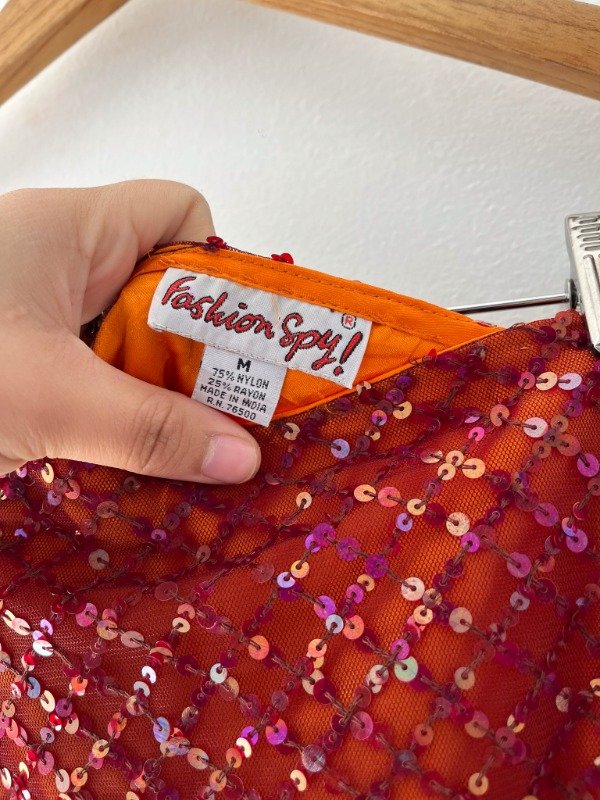 Fashion Spy!®
M
75% NYLON
25% RAYON
MADE IN INDIA
R.N. 76500